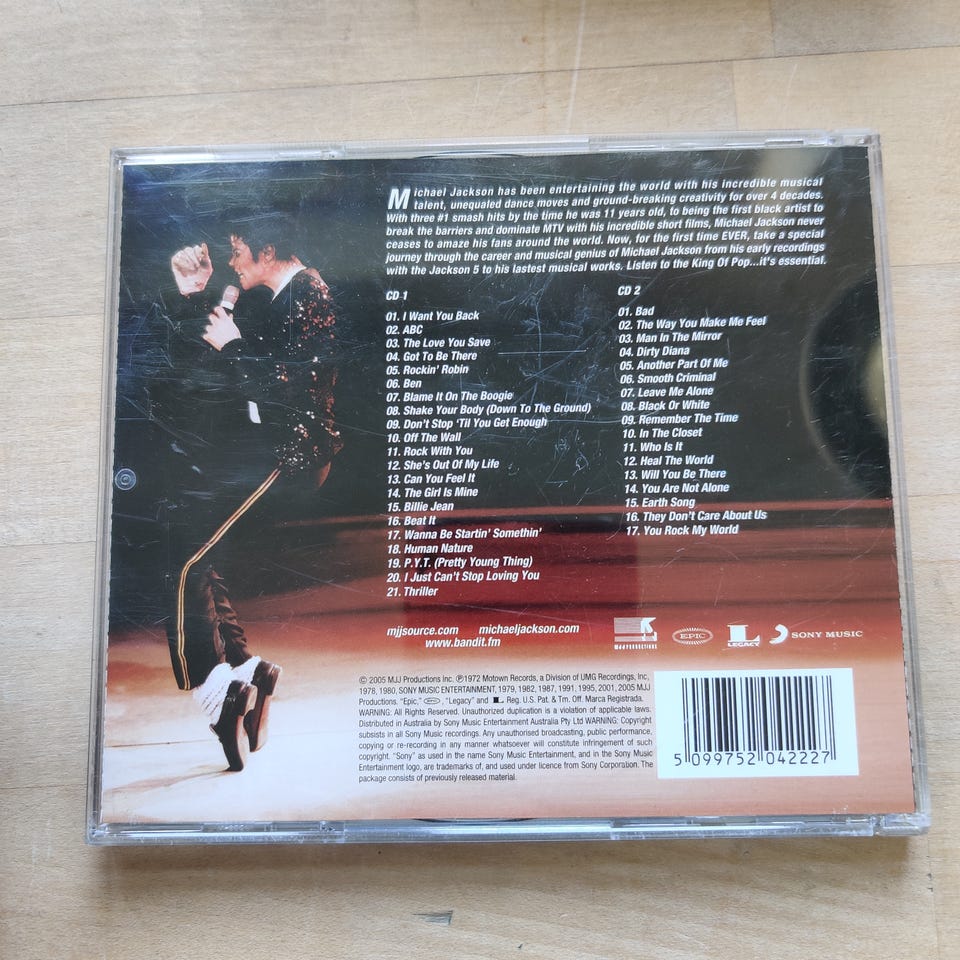 Michael Jackson has been entertaining the world with his incredible musical
talent, unequaled dance moves and ground-breaking creativity for over 4 decades.
With three #1 smash hits by the time he was 11 years old, to being the first black artist to
break the barriers and dominate MTV with his incredible short films, Michael Jackson never
ceases to amaze his fans around the world. Now, for the first time EVER, take a special
journey through the career and musical genius of Michael Jackson from his early recordings
with the Jackson 5 to his lastest musical works. Listen to the King Of Pop...it's essential.
CD 1
01. I Want You Back
02. ABC
03. The Love You Save
04. Got To Be There
05. Rockin' Robin
06. Ben
07. Blame It On The Boogie
08. Shake Your Body (Down To The Ground)
09. Don't Stop 'Til You Get Enough
10. Off The Wall
11. Rock With You
12. She's Out Of My Life
13. Can You Feel It
14. The Girl Is Mine
15. Billie Jean
16. Beat It
17. Wanna Be Startin' Somethin'
18. Human Nature
19. P.Y.T. (Pretty Young Thing)
20. I Just Can't Stop Loving You
21. Thriller
CD 2
01. Bad
02. The Way You Make Me Feel
03. Man In The Mirror
04. Dirty Diana
05. Another Part Of Me
06. Smooth Criminal
07. Leave Me Alone
08. Black Or White
09. Remember The Time
10. In The Closet
11. Who Is It
12. Heal The World
13. Will You Be There
14. You Are Not Alone
15. Earth Song
16. They Don't Care About Us
17. You Rock My World
mjjsource.com michaeljackson.com
www.bandit.fm
MJJ PRODUCTIONS
EPIC
LEGACY
SONY MUSIC
© 2005 MJJ Productions Inc. ℗1972 Motown Records, a Division of UMG Recordings, Inc,
1978, 1980, SONY MUSIC ENTERTAINMENT, 1979, 1982, 1987, 1991, 1995, 2001, 2005 MJJ
Productions. "Epic," EPIC, "Legacy" and L Reg. U.S. Pat. & Tm. Off. Marca Registrada.
WARNING: All Rights Reserved. Unauthorized duplication is a violation of applicable laws.
Distributed in Australia by Sony Music Entertainment Australia Pty Ltd WARNING: Copyright
subsists in all Sony Music recordings. Any unauthorised broadcasting, public performance,
copying or re-recording in any manner whatsoever will constitute infringement of such
copyright. "Sony" as used in the name Sony Music Entertainment, and in the Sony Music
Entertainment logo, are trademarks of, and used under licence from Sony Corporation. The
package consists of previously released material.
5 099752 042227